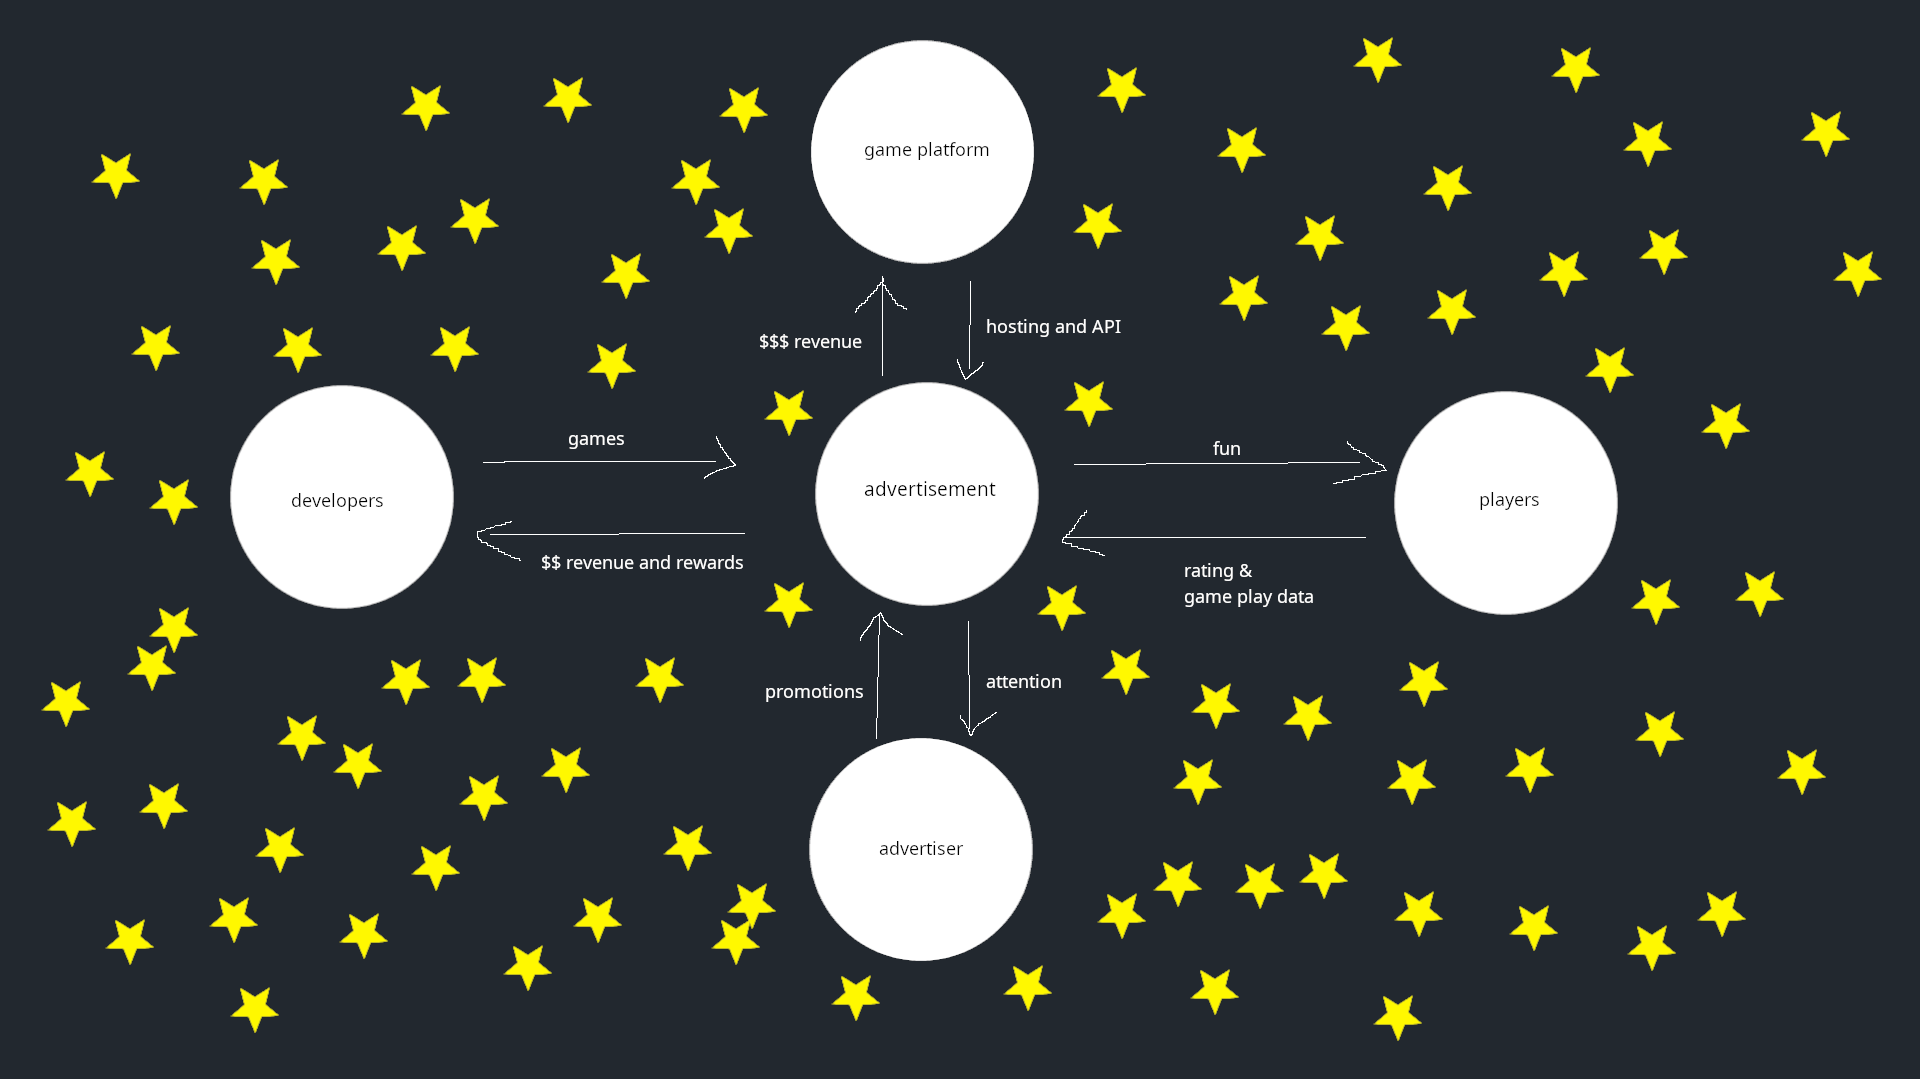 game platform
$$$ revenue
hosting and API
games
fun
developers
advertisement
players
$$ revenue and rewards
rating &
game play data
promotions
attention
advertiser